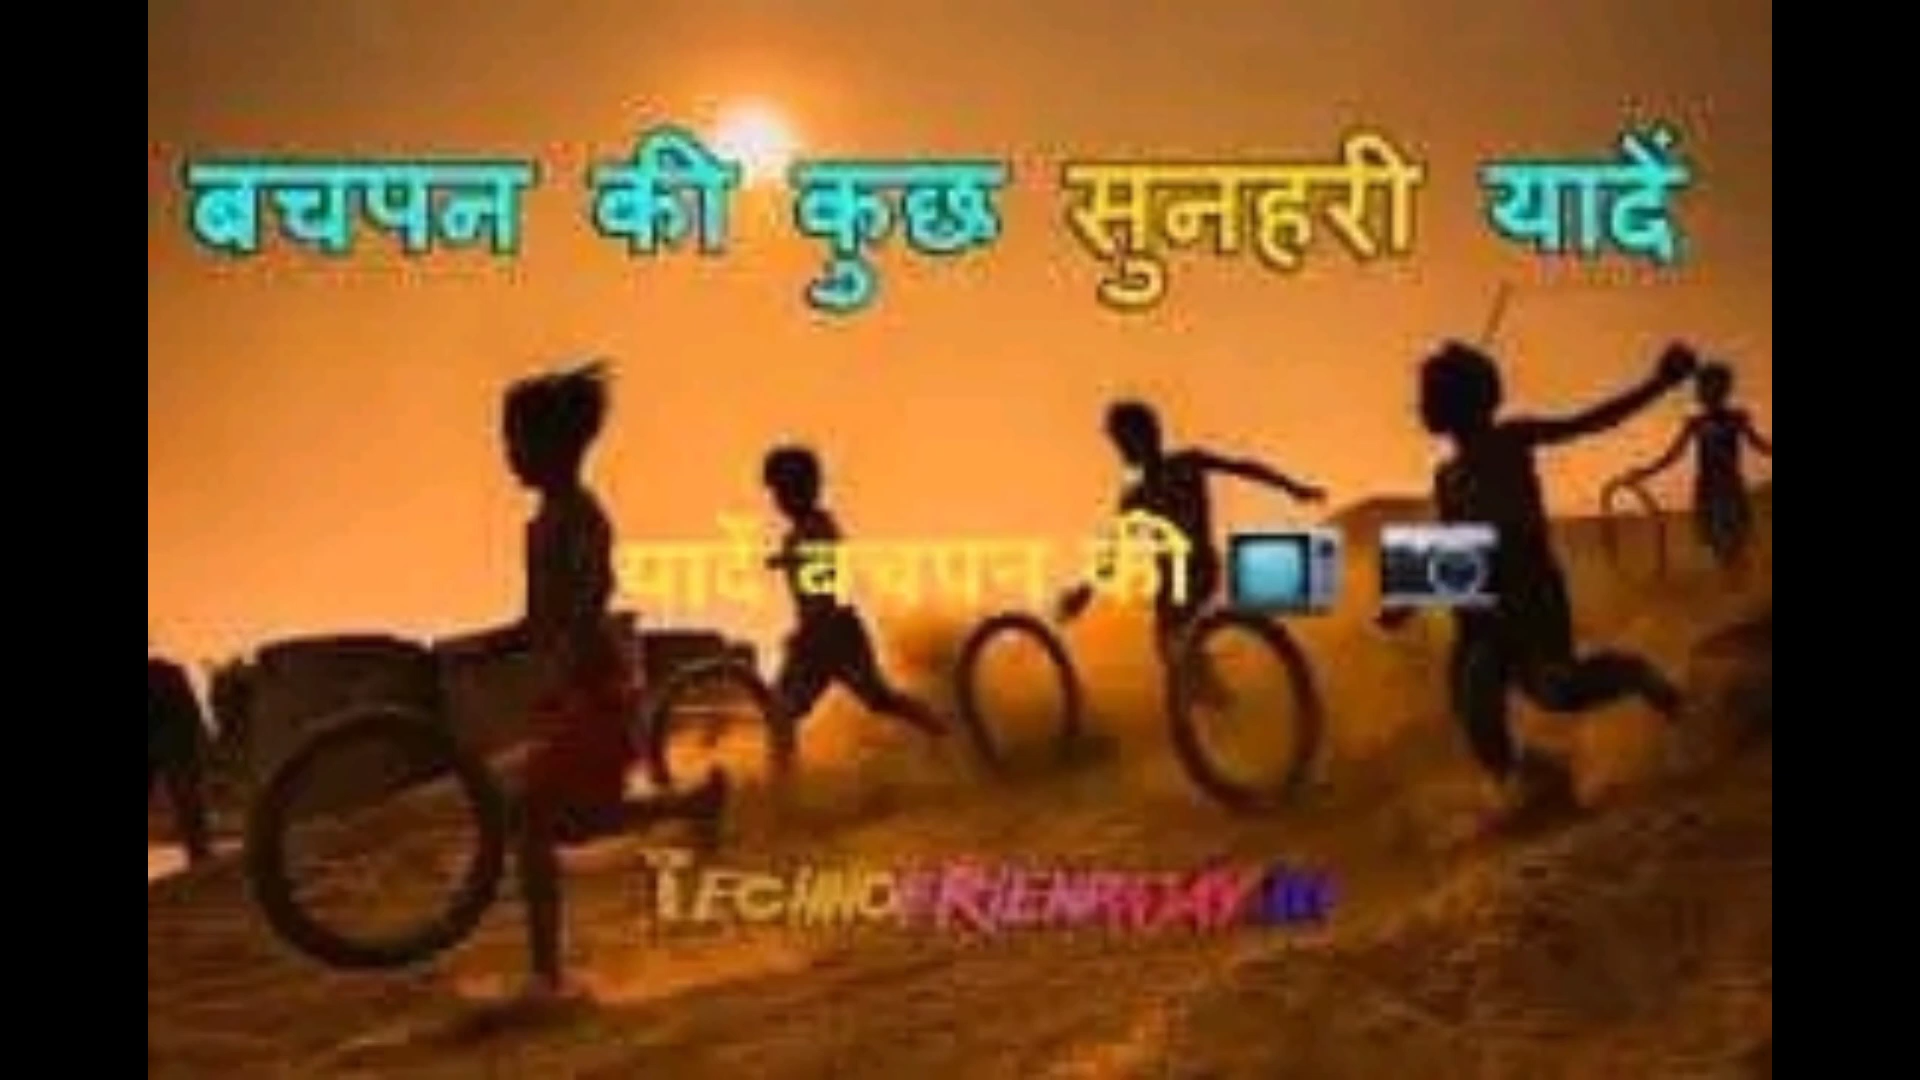 बचपन की कुछ सुनहरी यादें
यादें बचपन की 📺 📷